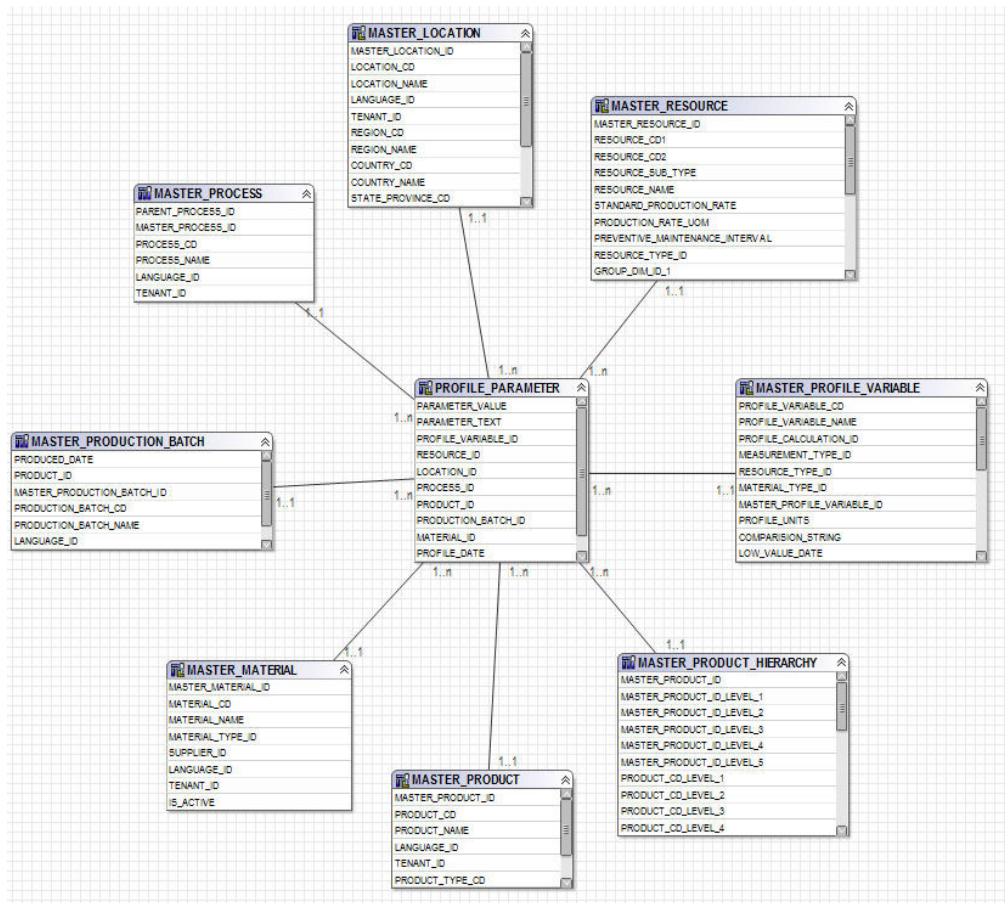 MASTER_LOCATION
MASTER_LOCATION_ID
LOCATION_CD
LOCATION_NAME
LANGUAGE_ID
TENANT_ID
REGION_CD
REGION_NAME
COUNTRY_CD
COUNTRY_NAME
STATE_PROVINCE_CD
1..1
1..n
MASTER_RESOURCE
MASTER_RESOURCE_ID
RESOURCE_CD1
RESOURCE_CD2
RESOURCE_SUB_TYPE
RESOURCE_NAME
STANDARD_PRODUCTION_RATE
PRODUCTION_RATE_UOM
PREVENTIVE_MAINTENANCE_INTERVAL
RESOURCE_TYPE_ID
GROUP_DIM_ID_1
1..1
1..n
MASTER_PROCESS
PARENT_PROCESS_ID
MASTER_PROCESS_ID
PROCESS_CD
PROCESS_NAME
LANGUAGE_ID
TENANT_ID
1..1
1..n
PROFILE_PARAMETER
PARAMETER_VALUE
PARAMETER_TEXT
PROFILE_VARIABLE_ID
RESOURCE_ID
LOCATION_ID
PROCESS_ID
PRODUCT_ID
PRODUCTION_BATCH_ID
MATERIAL_ID
PROFILE_DATE
MASTER_PROFILE_VARIABLE
PROFILE_VARIABLE_CD
PROFILE_VARIABLE_NAME
PROFILE_CALCULATION_ID
MEASUREMENT_TYPE_ID
RESOURCE_TYPE_ID
MATERIAL_TYPE_ID
MASTER_PROFILE_VARIABLE_ID
PROFILE_UNITS
COMPARISION_STRING
LOW_VALUE_DATE
1..n
1..1
MASTER_PRODUCTION_BATCH
PRODUCED_DATE
PRODUCT_ID
MASTER_PRODUCTION_BATCH_ID
PRODUCTION_BATCH_CD
PRODUCTION_BATCH_NAME
LANGUAGE_ID
1..1
1..n
1..n
1..n
1..n
MASTER_MATERIAL
MASTER_MATERIAL_ID
MATERIAL_CD
MATERIAL_NAME
MATERIAL_TYPE_ID
SUPPLIER_ID
LANGUAGE_ID
TENANT_ID
IS_ACTIVE
1..1
MASTER_PRODUCT
MASTER_PRODUCT_ID
PRODUCT_CD
PRODUCT_NAME
LANGUAGE_ID
TENANT_ID
PRODUCT_TYPE_CD
1..1
MASTER_PRODUCT_HIERARCHY
MASTER_PRODUCT_ID
MASTER_PRODUCT_ID_LEVEL_1
MASTER_PRODUCT_ID_LEVEL_2
MASTER_PRODUCT_ID_LEVEL_3
MASTER_PRODUCT_ID_LEVEL_4
MASTER_PRODUCT_ID_LEVEL_5
PRODUCT_CD_LEVEL_1
PRODUCT_CD_LEVEL_2
PRODUCT_CD_LEVEL_3
PRODUCT_CD_LEVEL_4
1..1